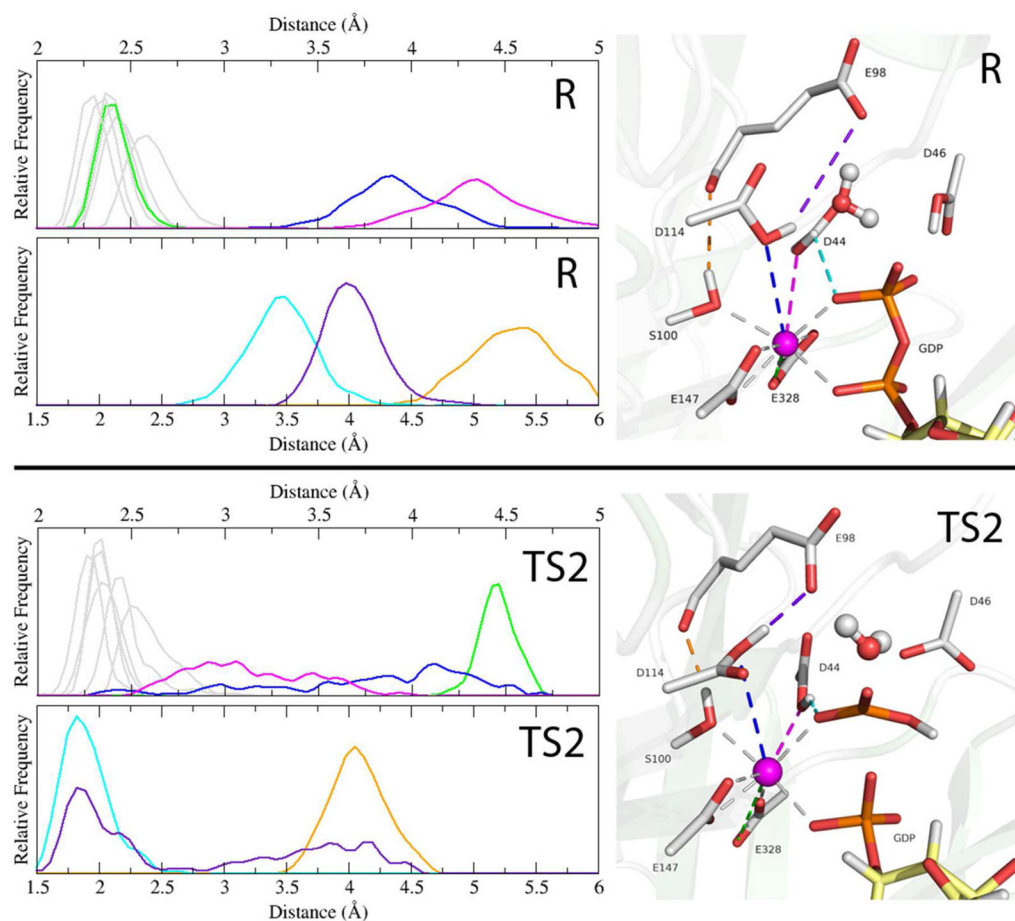 Distance (Å)
2 2.5 3 3.5 4 4.5 5
Relative Frequency
R
Relative Frequency
R
1.5 2 2.5 3 3.5 4 4.5 5 5.5 6
Distance (Å)
R
E98
D46
D114
D44
S100
GDP
E147
E328
Distance (Å)
2 2.5 3 3.5 4 4.5 5
Relative Frequency
TS2
Relative Frequency
TS2
1.5 2 2.5 3 3.5 4 4.5 5 5.5 6
Distance (Å)
TS2
E98
D46
D114
D44
S100
GDP
E147
E328